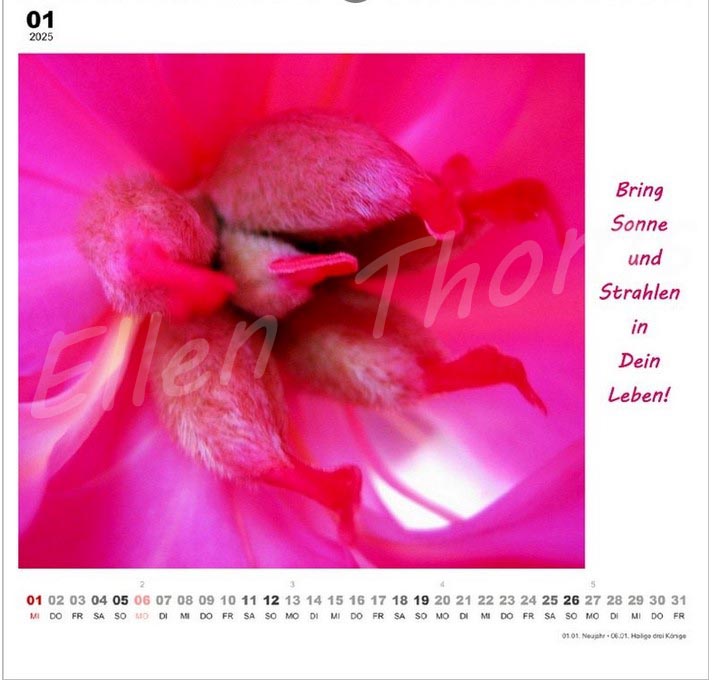 01
2025
Bring
Sonne
und
Strahlen
in
Dein
Leben!
Ellen Thom
2 3 4 5
01 02 03 04 05 06 07 08 09 10 11 12 13 14 15 16 17 18 19 20 21 22 23 24 25 26 27 28 29 30 31
MI DO FR SA SO MO DI MI DO FR SA SO MO DI MI DO FR SA SO MO DI MI DO FR SA SO MO DI MI DO FR
01.01. Neujahr • 06.01. Heilige drei Könige